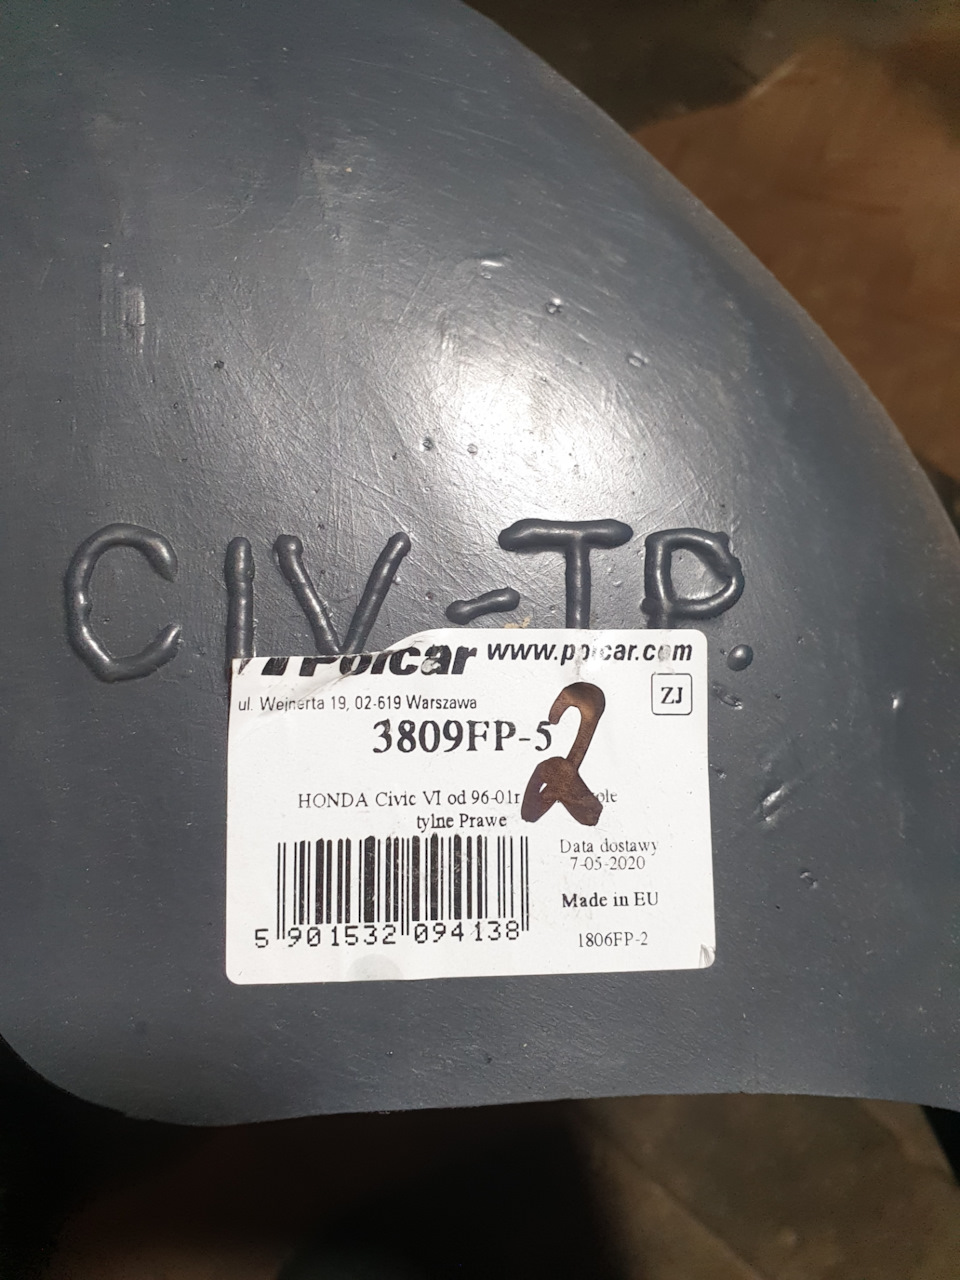 CIV-TP.
Polcar www.polcar.com
ul. Wejnerta 19, 02-619 Warszawa
ZJ
3809FP-5
2
HONDA Civic VI od 96-01r
tylne Prawe
Data dostawy
7-05-2020
Made in EU
5 901532 094138
1806FP-2